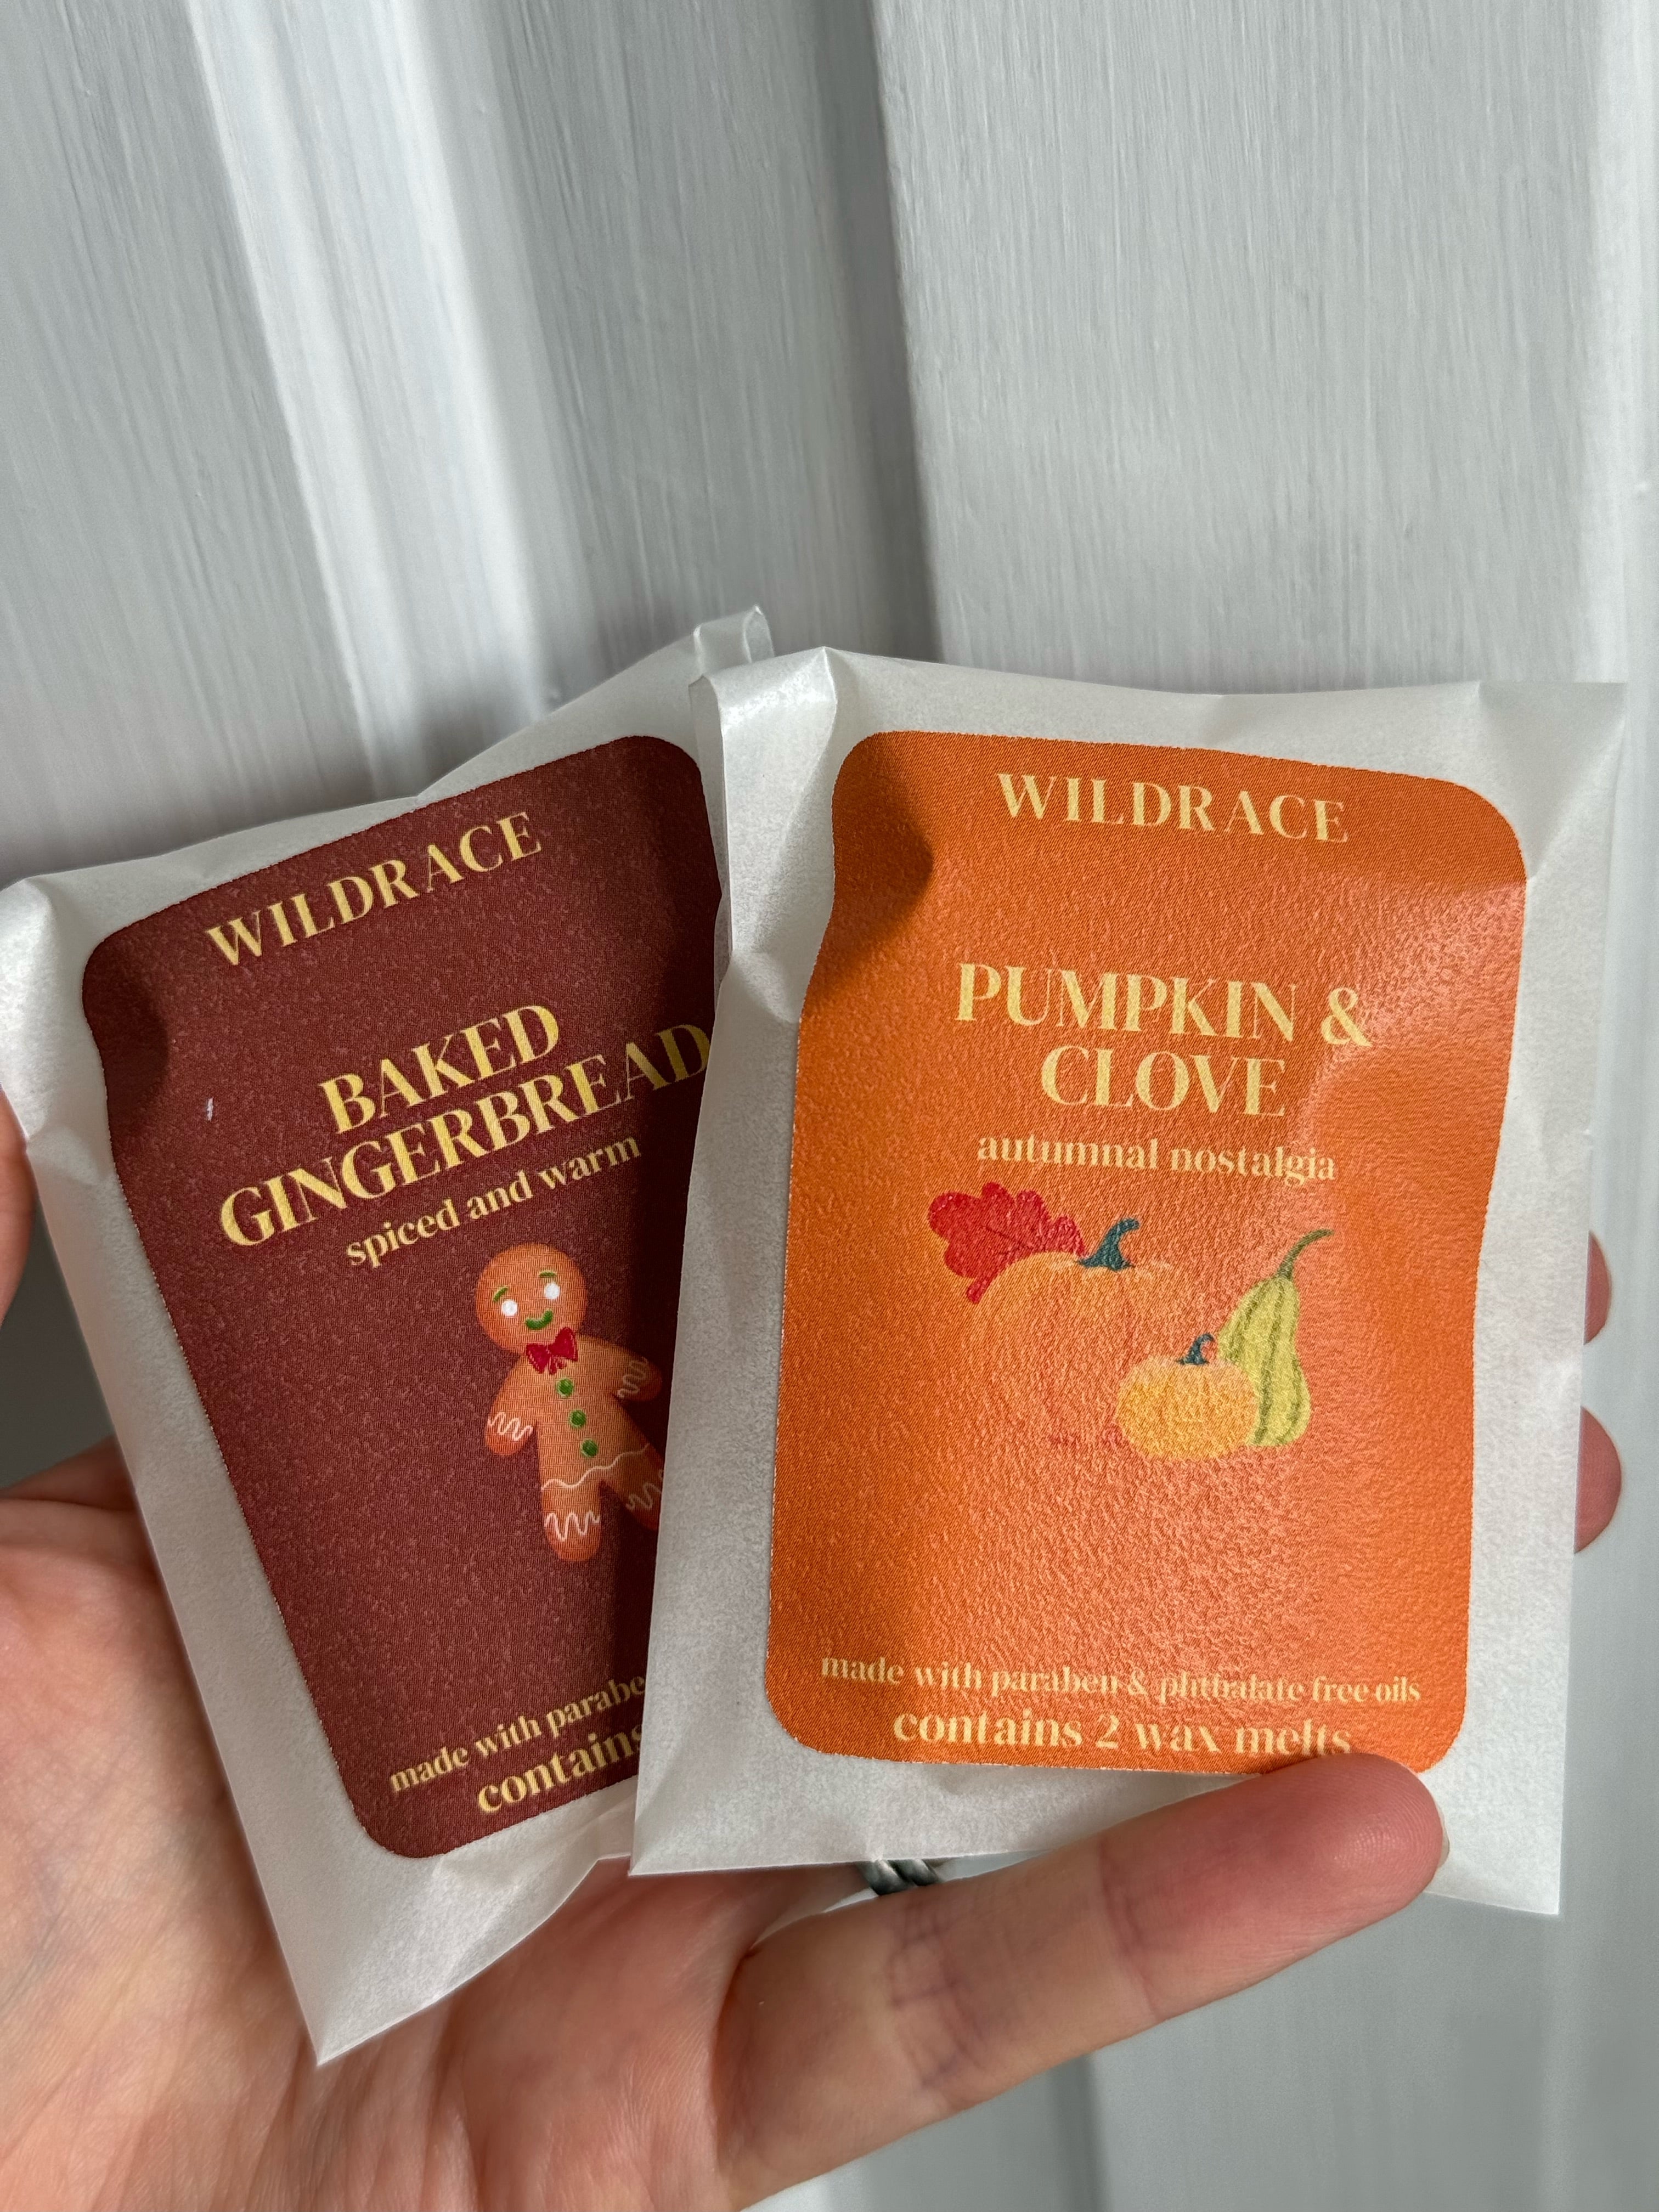 WILDRACE
BAKED
GINGERBREAD
spiced and warm
made with parabe
contains
WILDRACE
PUMPKIN &
CLOVE
autumnal nostalgia
made with paraben & phthalate free oils
contains 2 wax melts